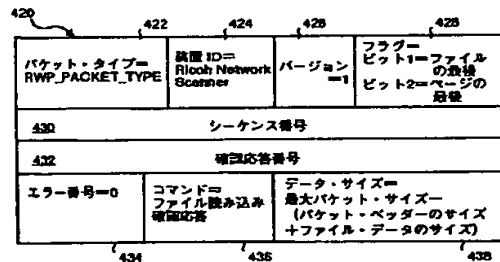 420
422
424
426
428
パケット・タイプ=
RWP_PACKET_TYPE
装置 ID=
Ricoh Network
Scanner
バージョン
=1
フラグ=
ビット1=ファイル
の最後
ビット2=ページの
最後
430 シーケンス番号
432 確認応答番号
エラー番号=0
コマンド=
ファイル読み込み
確認応答
データ・サイズ=
最大パケット・サイズー
(パケット・ベッダーのサイズ
+ファイル・データのサイズ)
434
436
438